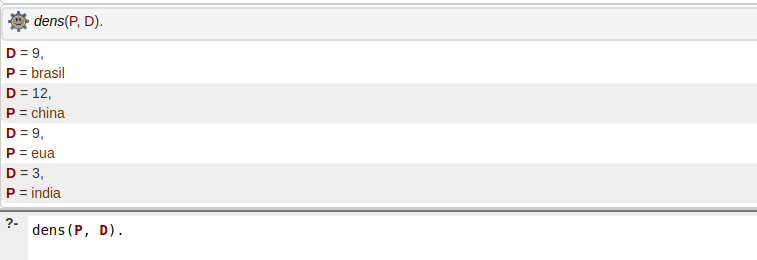 dens(P, D).
D = 9,
P = brasil
D = 12,
P = china
D = 9,
P = eua
D = 3,
P = india
?- dens(P, D).